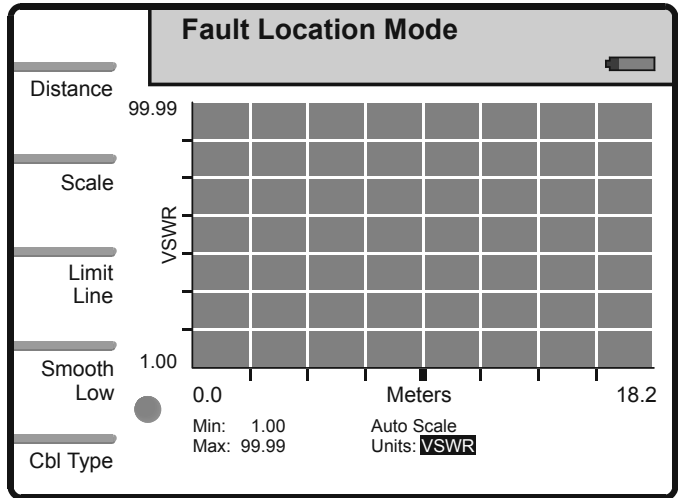 Fault Location Mode
Distance
Scale
Limit
Line
Smooth
Low
Cbl Type
99.99
VSWR
1.00
0.0
Meters
18.2
Min: 1.00
Max: 99.99
Auto Scale
Units: VSWR